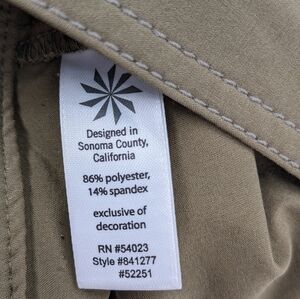 Designed in
Sonoma County,
California
86% polyester,
14% spandex
exclusive of
decoration
RN #54023
Style #841277
#52251